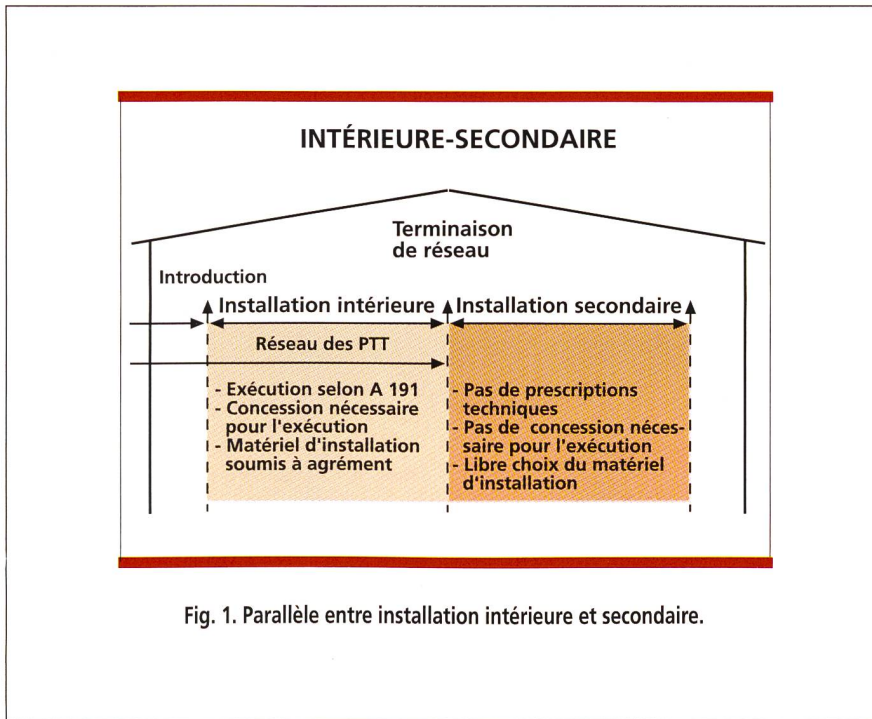 INTÉRIEURE-SECONDAIRE
Terminaison
de réseau
Introduction
Installation intérieure
Installation secondaire
Réseau des PTT
- Exécution selon A 191
- Concession nécessaire
pour l'exécution
- Matériel d'installation
soumis à agrément
- Pas de prescriptions
techniques
- Pas de concession néces-
saire pour l'exécution
- Libre choix du matériel
d'installation
Fig. 1. Parallèle entre installation intérieure et secondaire.